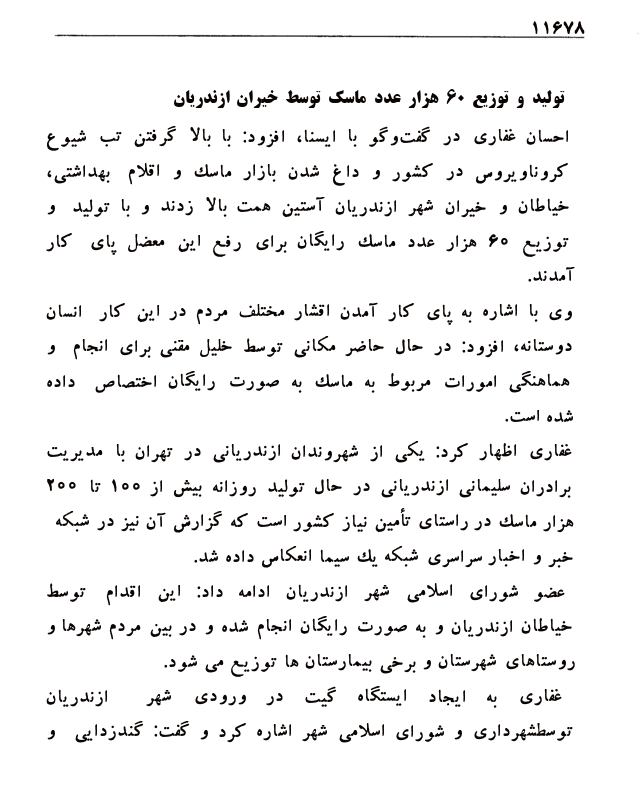 ۱۱۶۷۸
تولید و توزیع ۶۰ هزار عدد ماسک توسط خیران ازندریان
احسان غفاری در گفت‌وگو با ایسنا، افزود: با بالا گرفتن تب شیوع
کروناویروس در کشور و داغ شدن بازار ماسك و اقلام بهداشتی،
خیاطان و خیران شهر ازندریان آستین همت بالا زدند و با تولید و
توزیع ۶۰ هزار عدد ماسك رایگان برای رفع این معضل پای کار
آمدند.
وی با اشاره به پای کار آمدن اقشار مختلف مردم در این کار انسان
دوستانه، افزود: در حال حاضر مکانی توسط خلیل مقنی برای انجام و
هماهنگی امورات مربوط به ماسك به صورت رایگان اختصاص داده
شده است.
غفاری اظهار کرد: یکی از شهروندان ازندریانی در تهران با مدیریت
برادران سلیمانی ازندریانی در حال تولید روزانه بیش از ۱۰۰ تا ۲۰۰
هزار ماسك در راستای تأمین نیاز کشور است که گزارش آن نیز در شبکه
خبر و اخبار سراسری شبکه یك سیما انعکاس داده شد.
عضو شورای اسلامی شهر ازندریان ادامه داد: این اقدام توسط
خیاطان ازندریان و به صورت رایگان انجام شده و در بین مردم شهرها و
روستاهای شهرستان و برخی بیمارستان ها توزیع می شود.
غفاری به ایجاد ایستگاه گیت در ورودی شهر ازندریان
توسطشهرداری و شورای اسلامی شهر اشاره کرد و گفت: گندزدایی و